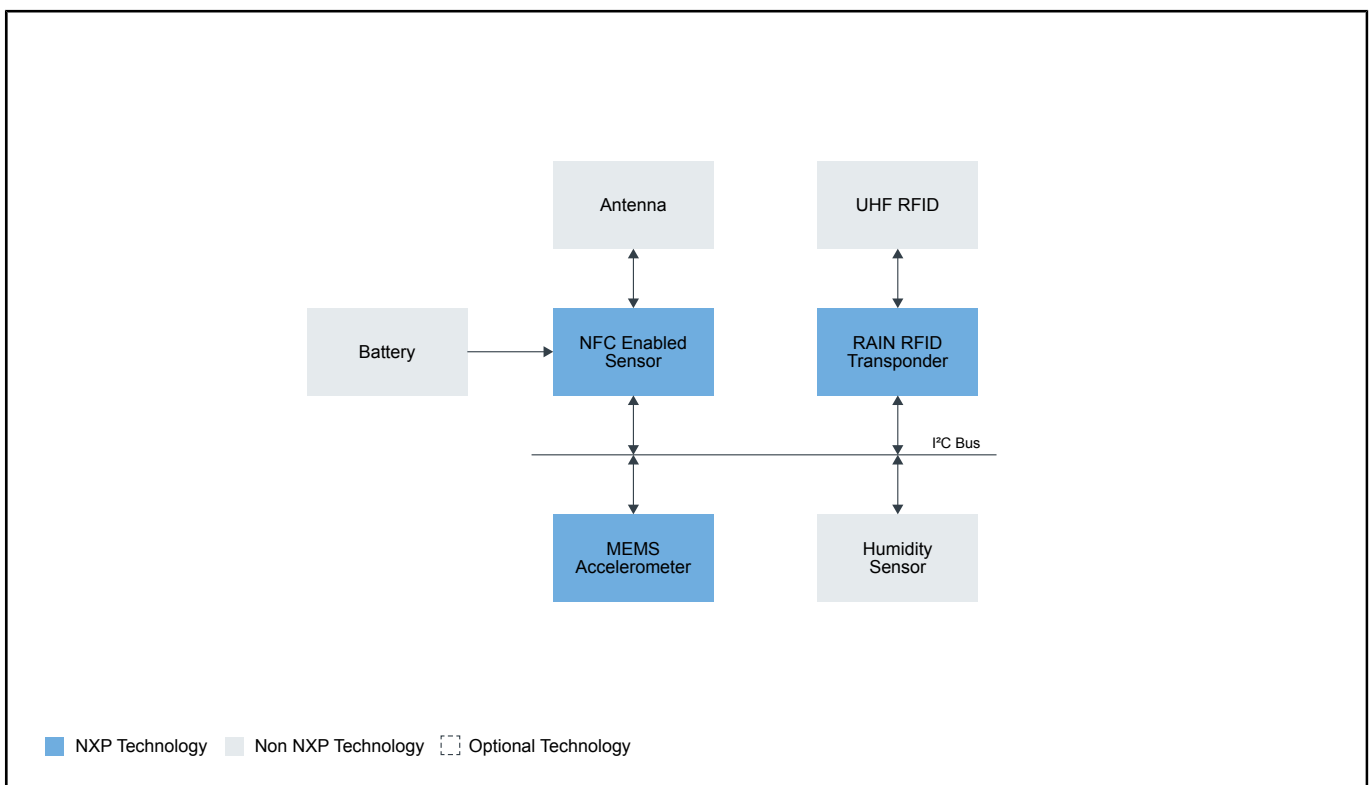 Antenna
UHF RFID
Battery
NFC Enabled
Sensor
RAIN RFID
Transponder
I²C Bus
MEMS
Accelerometer
Humidity
Sensor
NXP Technology
Non NXP Technology
Optional Technology